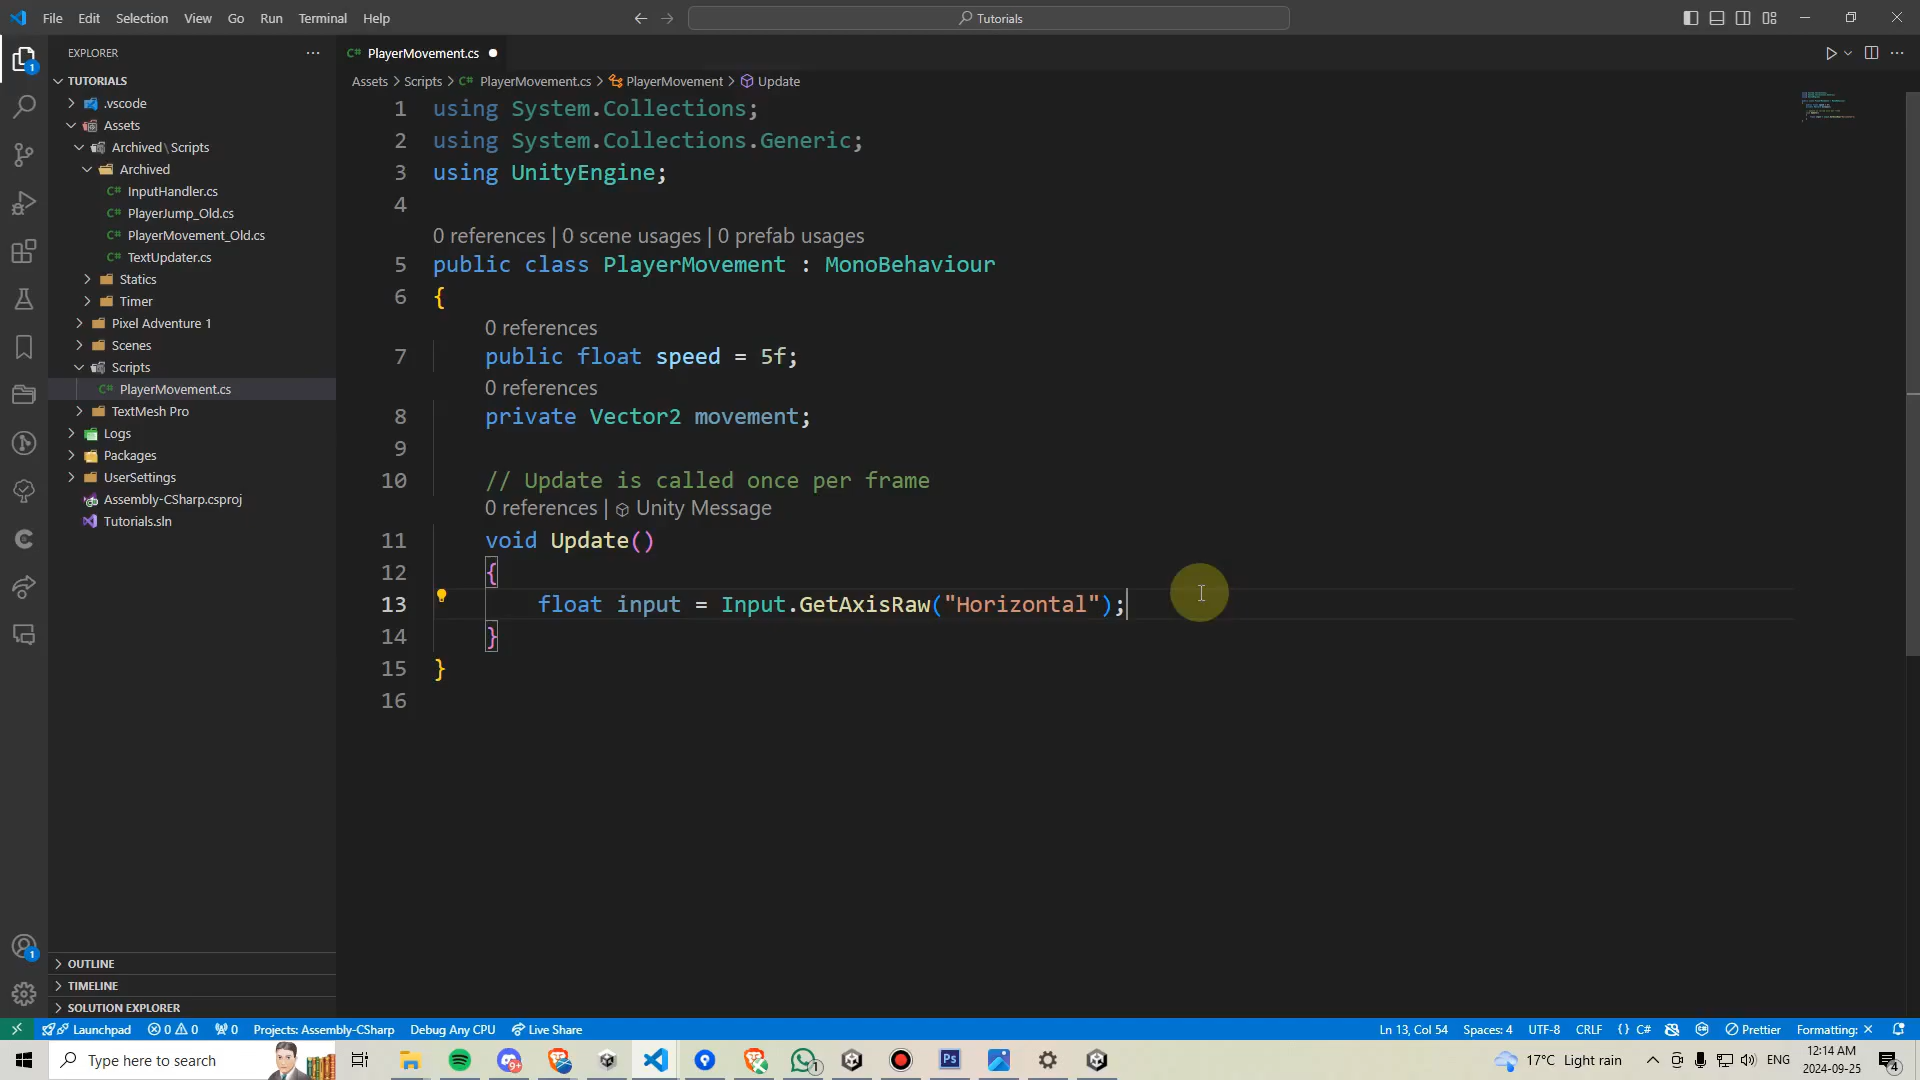 File Edit Selection View Go Run Terminal Help
Tutorials
EXPLORER
PlayerMovement.cs
TUTORIALS
Assets > Scripts > PlayerMovement.cs > PlayerMovement > Update
.vscode
Assets
Archived \ Scripts
Archived
InputHandler.cs
PlayerJump_Old.cs
PlayerMovement_Old.cs
TextUpdater.cs
Statics
Timer
Pixel Adventure 1
Scenes
Scripts
PlayerMovement.cs
TextMesh Pro
Logs
Packages
UserSettings
Assembly-CSharp.csproj
Tutorials.sln
OUTLINE
TIMELINE
SOLUTION EXPLORER
1 using System.Collections;
2 using System.Collections.Generic;
3 using UnityEngine;
4
0 references | 0 scene usages | 0 prefab usages
5 public class PlayerMovement : MonoBehaviour
6 {
0 references
7 public float speed = 5f;
0 references
8 private Vector2 movement;
9
10 // Update is called once per frame
0 references | Unity Message
11 void Update()
12 {
13 float input = Input.GetAxisRaw("Horizontal");
14 }
15 }
16
1
1
Launchpad 0 0 0 Projects: Assembly-CSharp Debug Any CPU Live Share
Ln 13, Col 54 Spaces: 4 UTF-8 CRLF {} C# Prettier Formatting: ×
Type here to search
Ps
9+
1
17°C Light rain
ENG
12:14 AM
2024-09-25
4